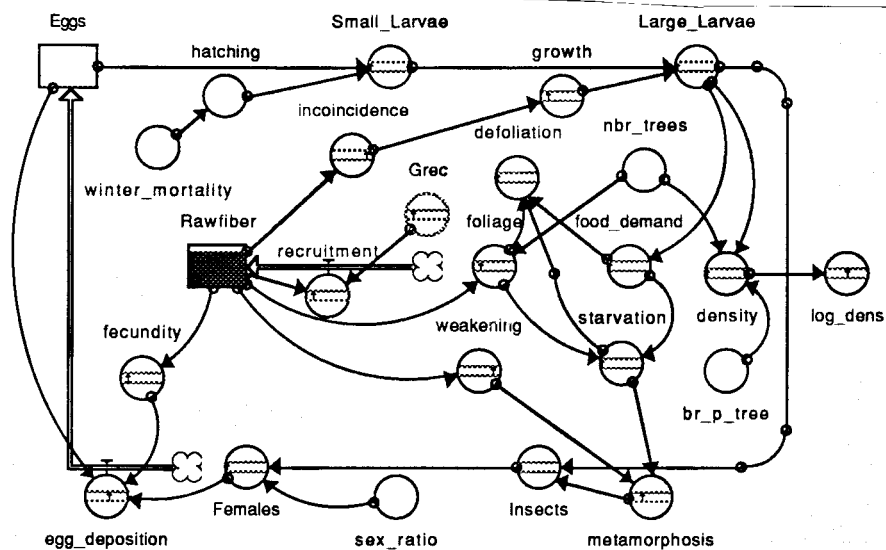 Eggs
Small_Larvae
Large_Larvae
hatching
growth
incoincidence
defoliation
nbr_trees
winter_mortality
Grec
Rawfiber
recruitment
foliage
food_demand
fecundity
weakening
starvation
density
log_dens
br_p_tree
egg_deposition
Females
sex_ratio
Insects
metamorphosis